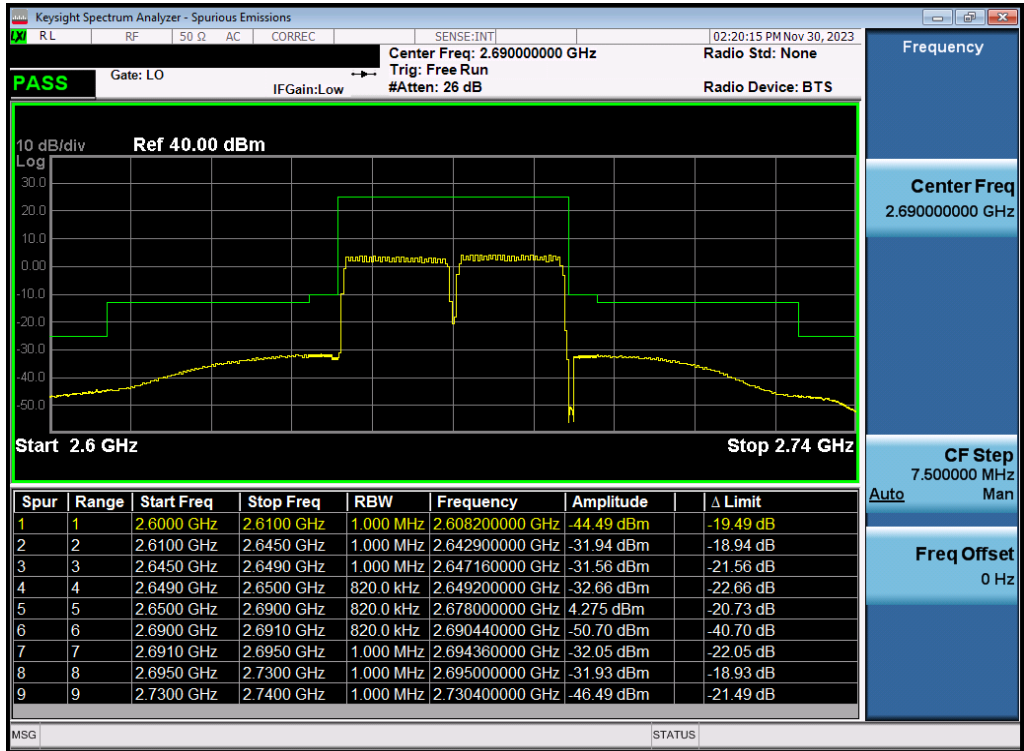 Keysight Spectrum Analyzer - Spurious Emissions
LXI RL RF 50 Ω AC CORREC SENSE:INT 02:20:15 PM Nov 30, 2023
Center Freq: 2.690000000 GHz Radio Std: None
PASS Gate: LO Trig: Free Run
IFGain:Low #Atten: 26 dB Radio Device: BTS
10 dB/div Ref 40.00 dBm
Log
30.0
20.0
10.0
0.00
-10.0
-20.0
-30.0
-40.0
-50.0
Start 2.6 GHz Stop 2.74 GHz
Spur Range Start Freq Stop Freq RBW Frequency Amplitude Δ Limit
1 1 2.6000 GHz 2.6100 GHz 1.000 MHz 2.608200000 GHz -44.49 dBm -19.49 dB
2 2 2.6100 GHz 2.6450 GHz 1.000 MHz 2.642900000 GHz -31.94 dBm -18.94 dB
3 3 2.6450 GHz 2.6490 GHz 1.000 MHz 2.647160000 GHz -31.56 dBm -21.56 dB
4 4 2.6490 GHz 2.6500 GHz 820.0 kHz 2.649200000 GHz -32.66 dBm -22.66 dB
5 5 2.6500 GHz 2.6900 GHz 820.0 kHz 2.678000000 GHz 4.275 dBm -20.73 dB
6 6 2.6900 GHz 2.6910 GHz 820.0 kHz 2.690440000 GHz -50.70 dBm -40.70 dB
7 7 2.6910 GHz 2.6950 GHz 1.000 MHz 2.694360000 GHz -32.05 dBm -22.05 dB
8 8 2.6950 GHz 2.7300 GHz 1.000 MHz 2.695000000 GHz -31.93 dBm -18.93 dB
9 9 2.7300 GHz 2.7400 GHz 1.000 MHz 2.730400000 GHz -46.49 dBm -21.49 dB
MSG STATUS
Frequency
Center Freq
2.690000000 GHz
CF Step
7.500000 MHz
Auto Man
Freq Offset
0 Hz